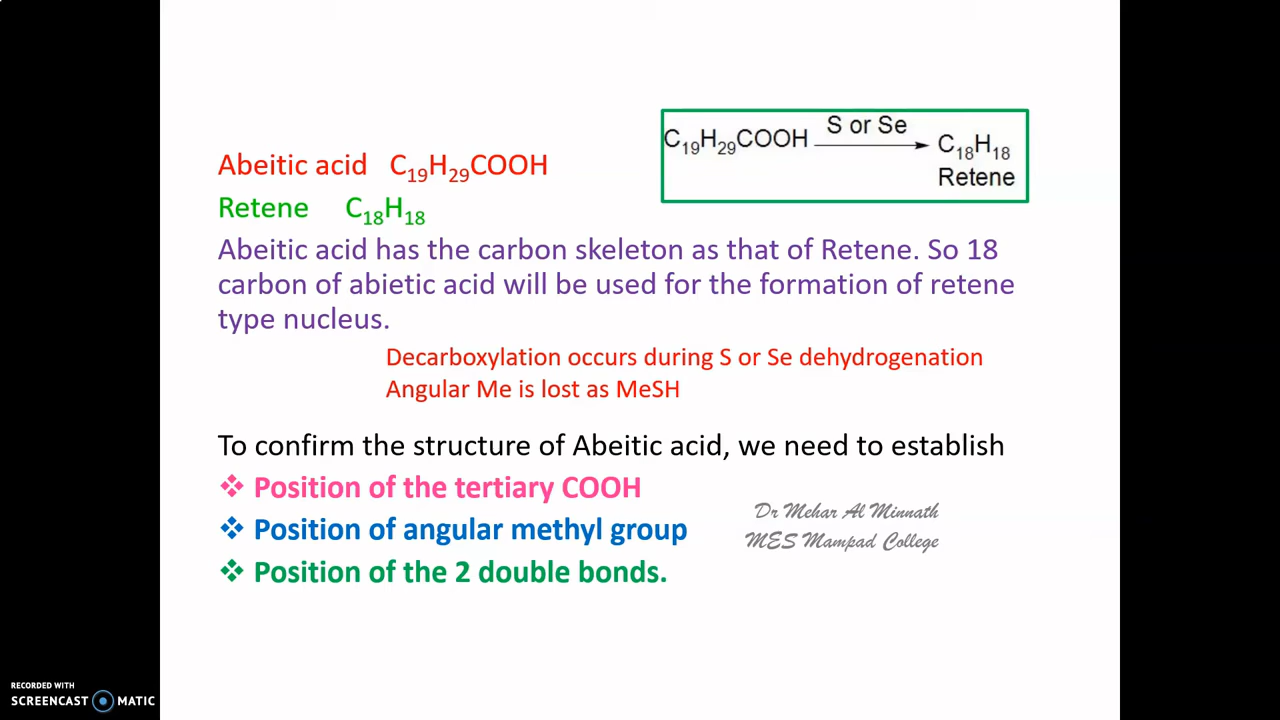 C₁₉H₂₉COOH S or Se C₁₈H₁₈
Retene
Abeitic acid C₁₉H₂₉COOH
Retene C₁₈H₁₈
Abeitic acid has the carbon skeleton as that of Retene. So 18
carbon of abietic acid will be used for the formation of retene
type nucleus.
Decarboxylation occurs during S or Se dehydrogenation
Angular Me is lost as MeSH
To confirm the structure of Abeitic acid, we need to establish
❖ Position of the tertiary COOH
❖ Position of angular methyl group
❖ Position of the 2 double bonds.
Dr Mehar Al Minnath
MES Mampad College
RECORDED WITH
SCREENCAST MATIC